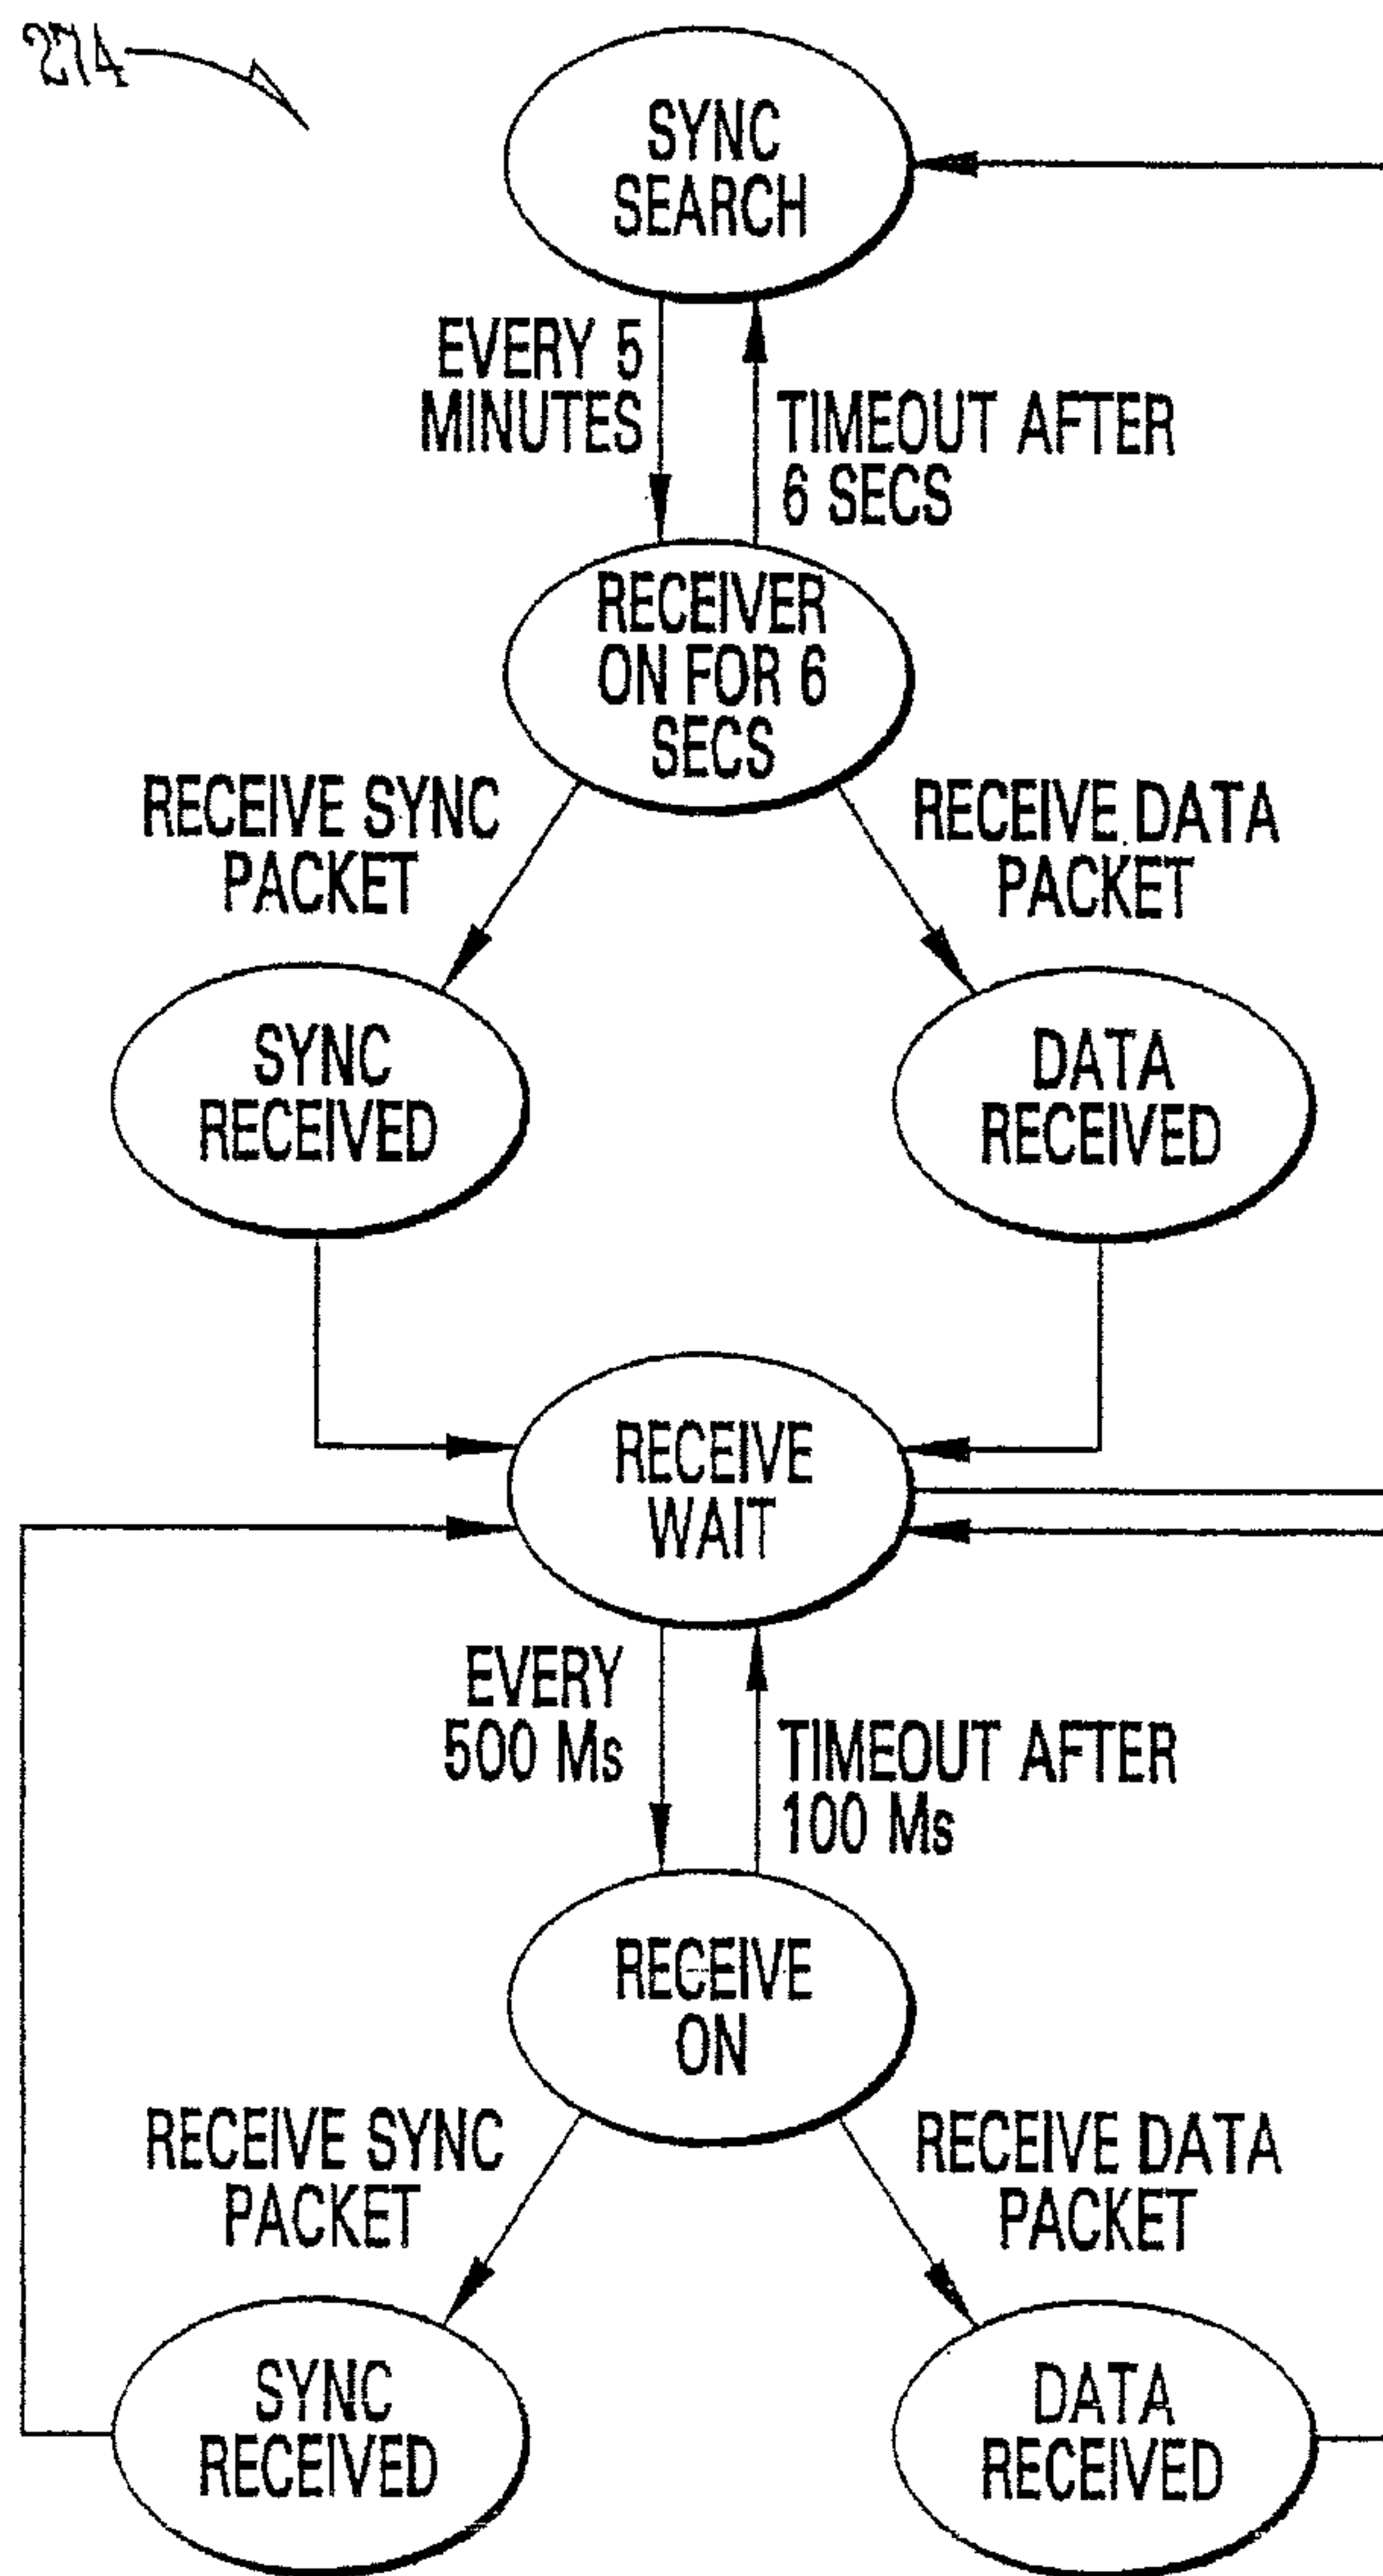 274
SYNC
SEARCH
EVERY 5
MINUTES
TIMEOUT AFTER
6 SECS
RECEIVER
ON FOR 6
SECS
RECEIVE SYNC
PACKET
RECEIVE DATA
PACKET
SYNC
RECEIVED
DATA
RECEIVED
RECEIVE
WAIT
EVERY
500 Ms
TIMEOUT AFTER
100 Ms
RECEIVE
ON
RECEIVE SYNC
PACKET
RECEIVE DATA
PACKET
SYNC
RECEIVED
DATA
RECEIVED